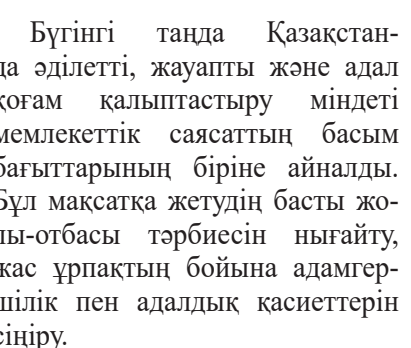 Бүгінгі таңда Қазақстан-
да әділетті, жауапты және адал
қоғам қалыптастыру міндеті
мемлекеттік саясаттың басым
бағыттарының біріне айналды.
Бұл мақсатқа жетудің басты жо-
лы-отбасы тәрбиесін нығайту,
жас ұрпақтың бойына адамгер-
шілік пен адалдық қасиеттерін
сіңіру.